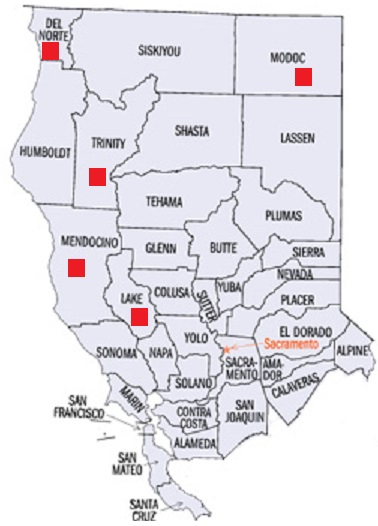 DEL
NORTE
SISKIYOU
MODOC
HUMBOLDT
TRINITY
SHASTA
LASSEN
TEHAMA
PLUMAS
MENDOCINO
GLENN
BUTTE
SIERRA
NEVADA
LAKE
COLUSA
SUTTER
YUBA
PLACER
EL DORADO
YOLO
Sacramento
ALPINE
SONOMA
NAPA
SACRA-
MENTO
AMA-
DOR
SOLANO
CALAVERAS
MARIN
SAN
FRANCISCO
CONTRA
COSTA
SAN
JOAQUIN
ALAMEDA
SAN
MATEO
SANTA
CRUZ